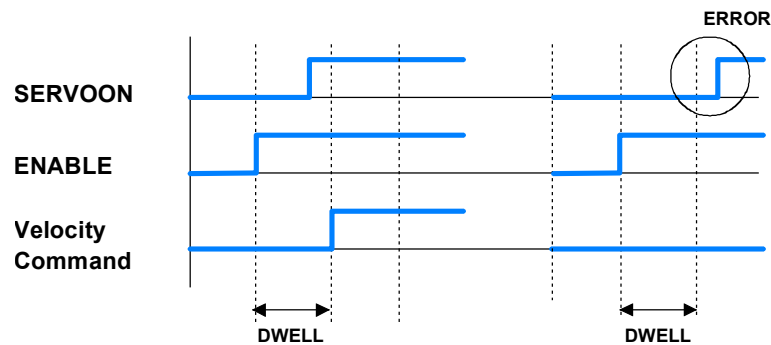 ERROR
SERVOON
ENABLE
Velocity
Command
DWELL
DWELL